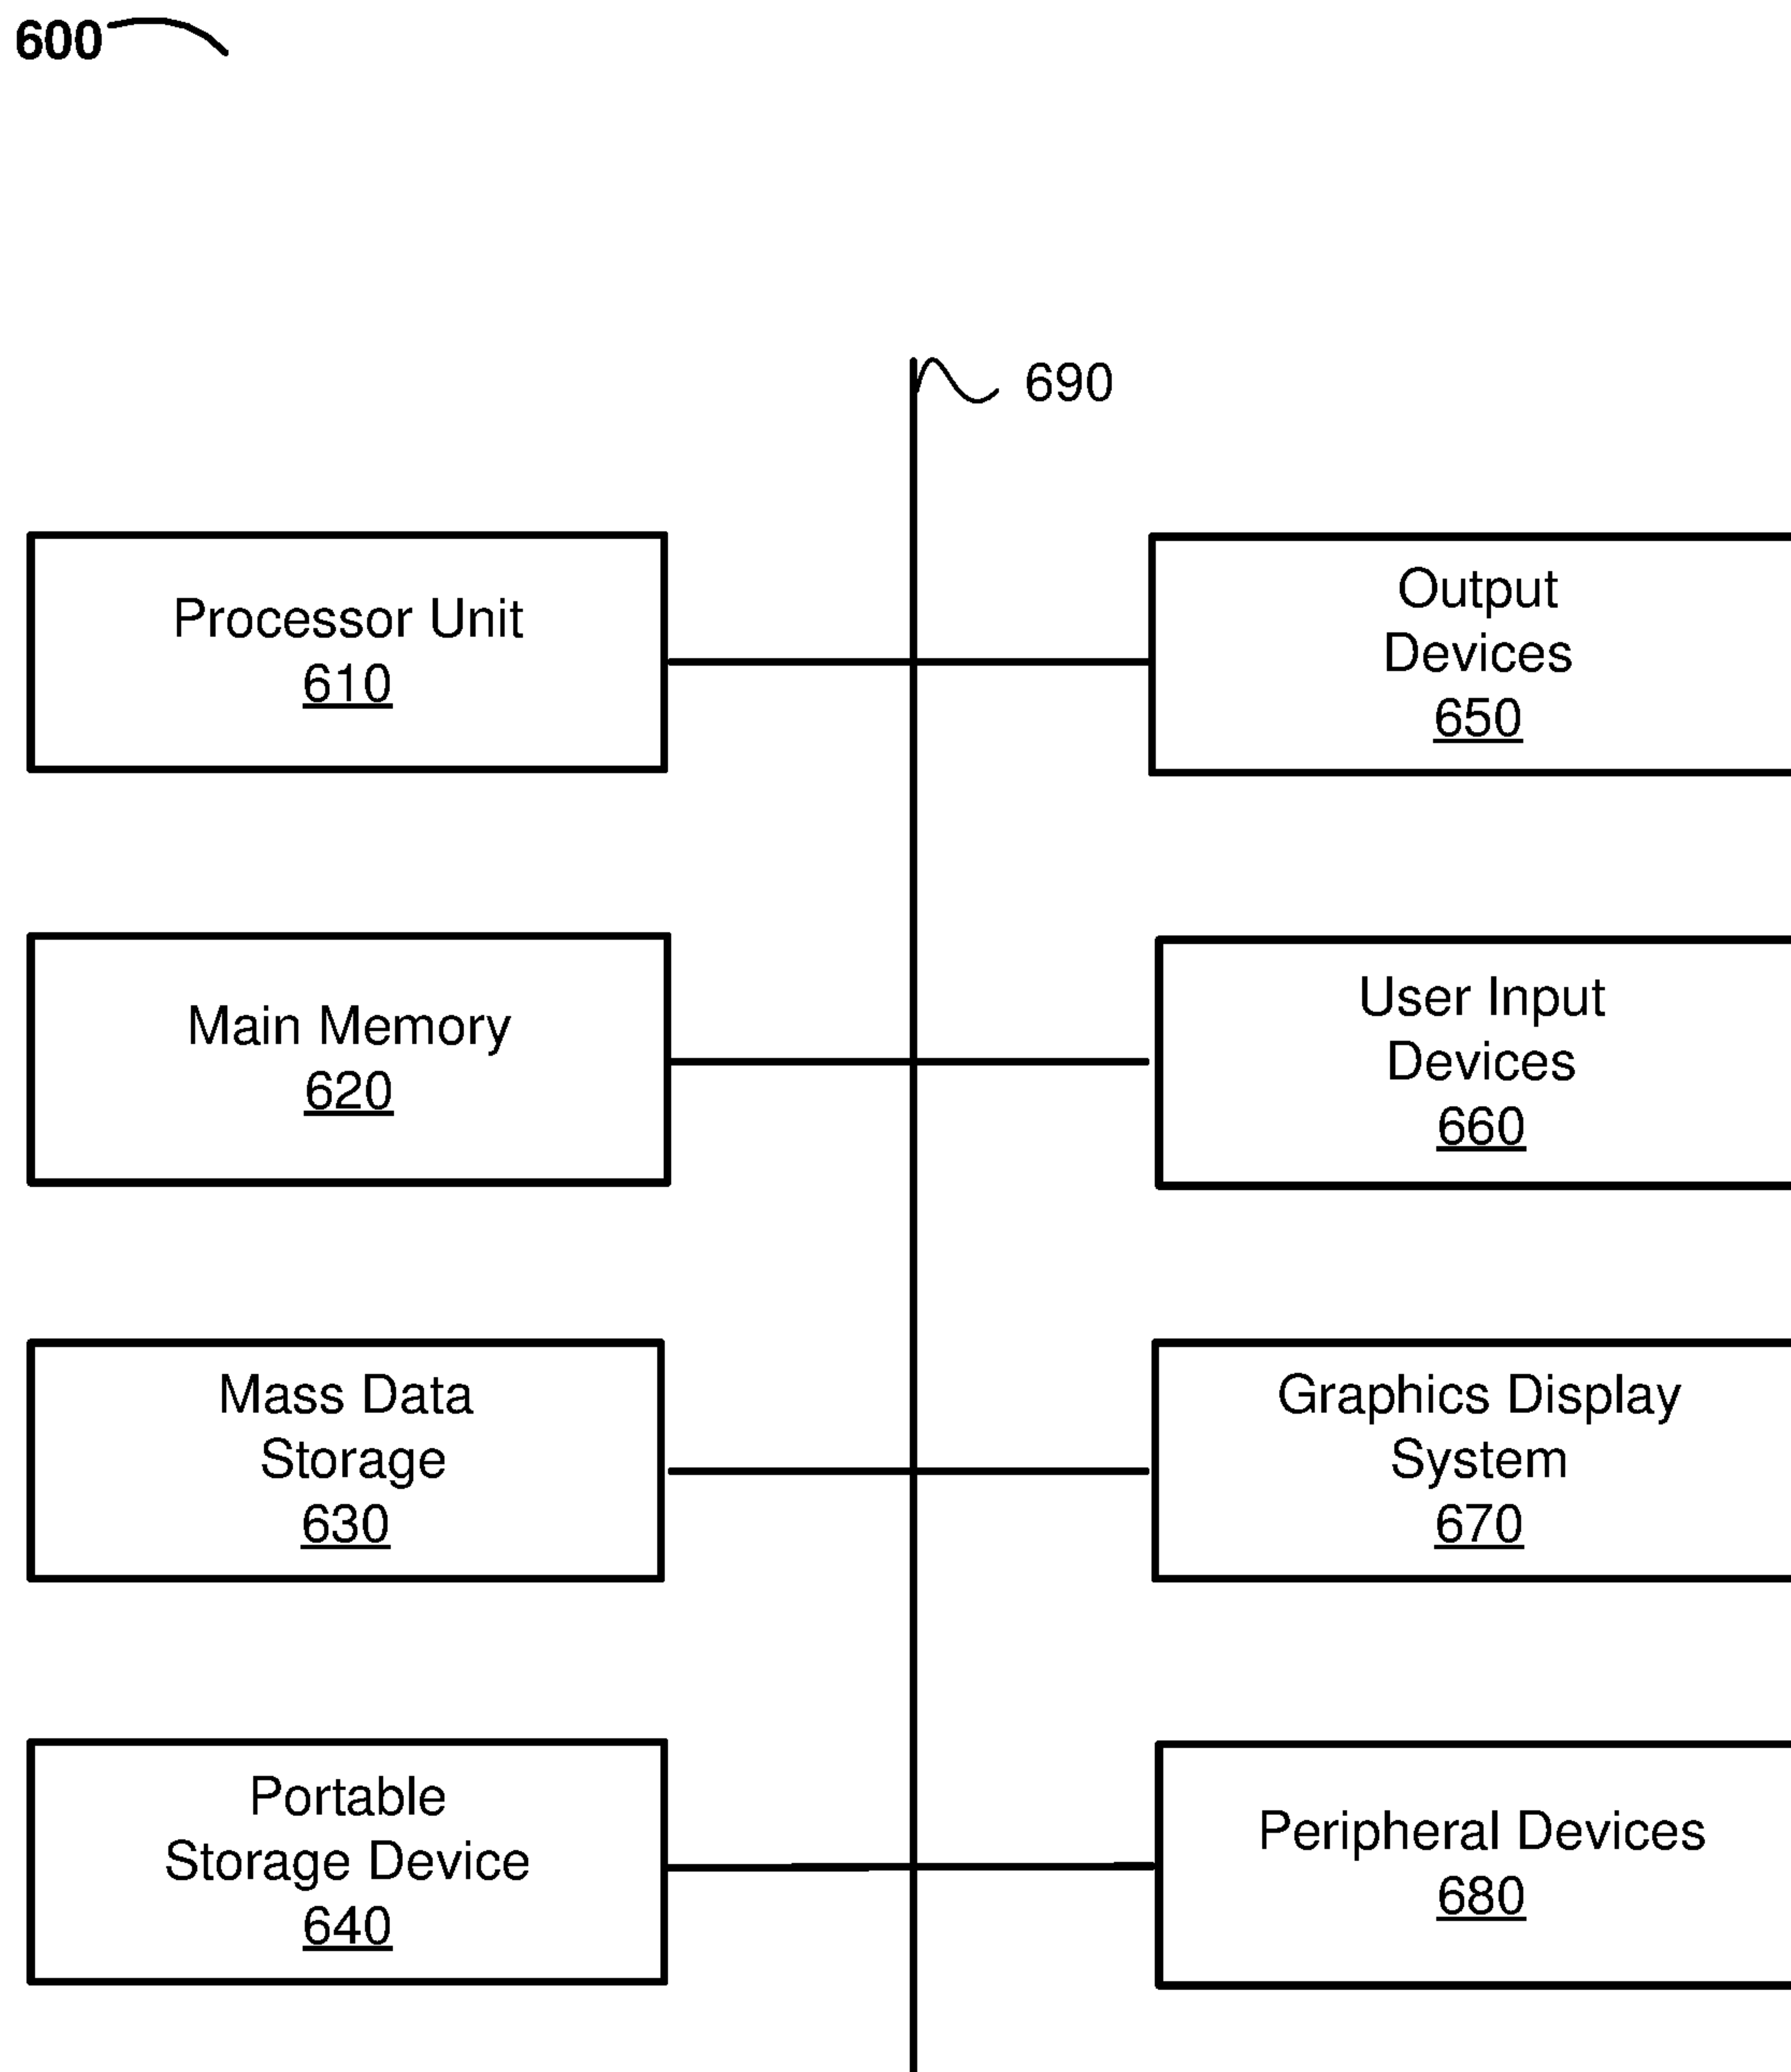 600
690
Processor Unit
610
Output
Devices
650
Main Memory
620
User Input
Devices
660
Mass Data
Storage
630
Graphics Display
System
670
Portable
Storage Device
640
Peripheral Devices
680